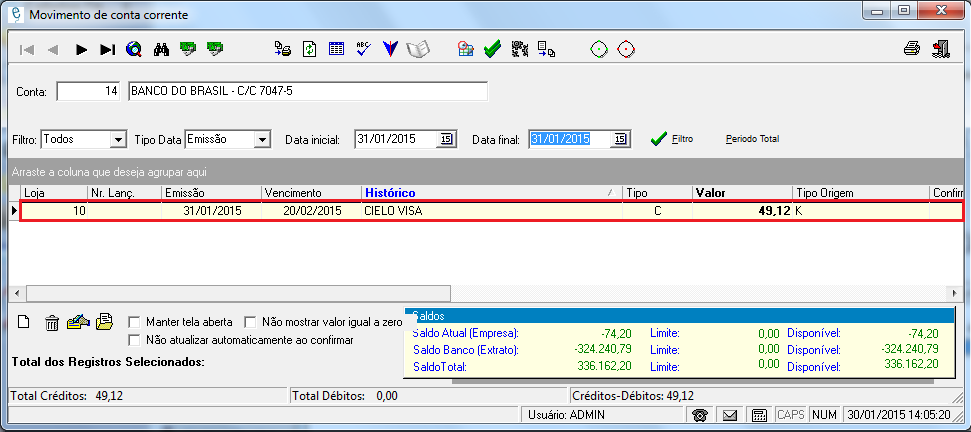 Movimento de conta corrente
ABC
Conta: 14 BANCO DO BRASIL - C/C 7047-5
Filtro: Todos Tipo Data Emissão Data inicial: 31/01/2015 15 Data final: 31/01/2015 15 Filtro Periodo Total
Arraste a coluna que deseja agrupar aqui
Loja Nr. Lanç. Emissão Vencimento Histórico Tipo Valor Tipo Origem Confirm
10 31/01/2015 20/02/2015 CIELO VISA C 49,12 K
Manter tela aberta Não mostrar valor igual a zero
Não atualizar automaticamente ao confirmar
Total dos Registros Selecionados:
Saldos
Saldo Atual (Empresa): -74,20 Limite: 0,00 Disponível: -74,20
Saldo Banco (Extrato): -324.240,79 Limite: 0,00 Disponível: -324.240,79
SaldoTotal: 336.162,20 Limite: 0,00 Disponível: 336.162,20
Total Créditos: 49,12 Total Débitos: 0,00 Créditos-Débitos: 49,12
Usuário: ADMIN CAPS NUM 30/01/2015 14:05:20